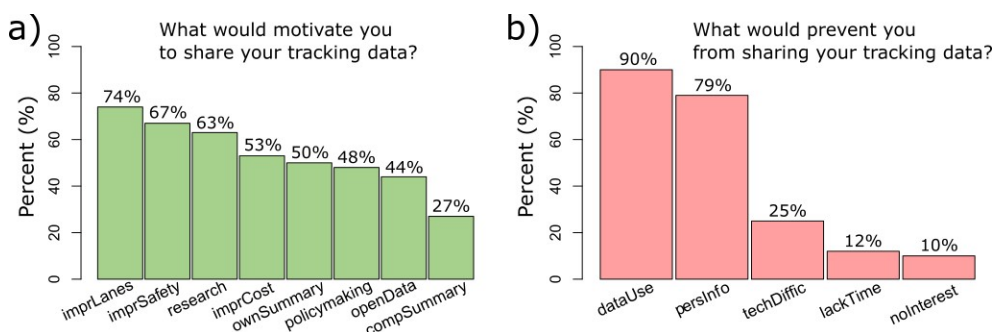 a)
What would motivate you
to share your tracking data?
Percent (%)
100
80
60
40
20
0
74%
67%
63%
53%
50%
48%
44%
27%
imprLanes
imprSafety
research
imprCost
ownSummary
policymaking
openData
compSummary
b)
What would prevent you
from sharing your tracking data?
Percent (%)
100
80
60
40
20
0
90%
79%
25%
12%
10%
dataUse
persInfo
techDiffic
lackTime
noInterest